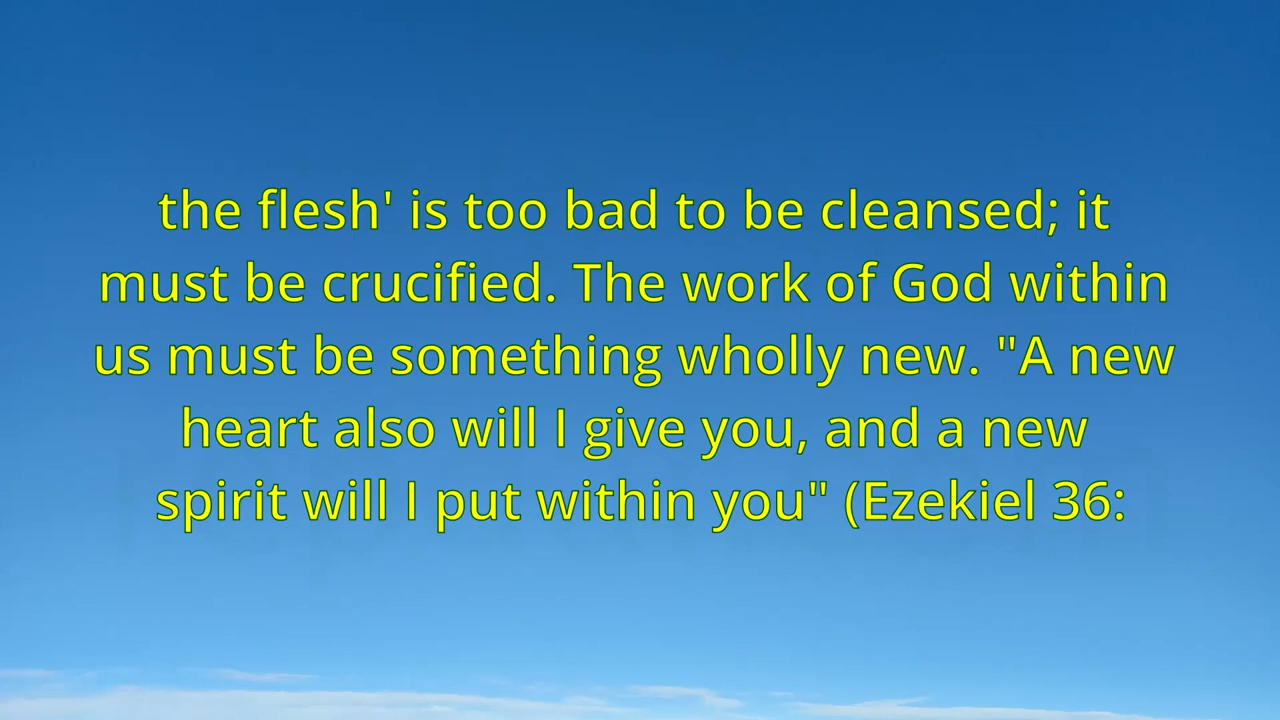 the flesh' is too bad to be cleansed; it
must be crucified. The work of God within
us must be something wholly new. "A new
heart also will I give you, and a new
spirit will I put within you" (Ezekiel 36: